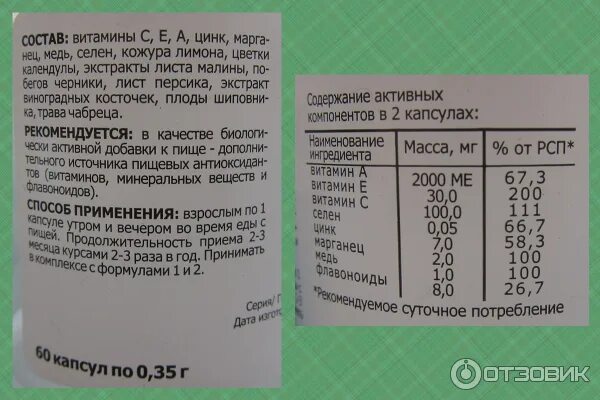 СОСТАВ: витамины С, Е, А, цинк, марга-
нец, медь, селен, кожура лимона, цветки
календулы, экстракты листа малины, по-
бегов черники, лист персика, экстракт
виноградных косточек, плоды шиповни-
ка, трава чабреца.
РЕКОМЕНДУЕТСЯ: в качестве биологи-
чески активной добавки к пище - допол-
нительного источника пищевых антиоксидан-
тов (витаминов, минеральных веществ и
флавоноидов).
СПОСОБ ПРИМЕНЕНИЯ: взрослым по 1
капсуле утром и вечером во время еды с
пищей. Продолжительность приема 2-3
месяца курсами 2-3 раза в год. Принимать
в комплексе с формулами 1 и 2.
Серия/
Дата изгот
60 капсул по 0,35 г
Содержание активных
компонентов в 2 капсулах:
Наименование ингредиента Масса, мг % от РСП*
витамин А 2000 МЕ 67,3
витамин Е 30,0 200
витамин С 100,0 111
селен 0,05 66,7
цинк 7,0 58,3
марганец 2,0 100
медь 1,0 100
флавоноиды 8,0 26,7
*Рекомендуемое суточное потребление
ОТЗОВИК